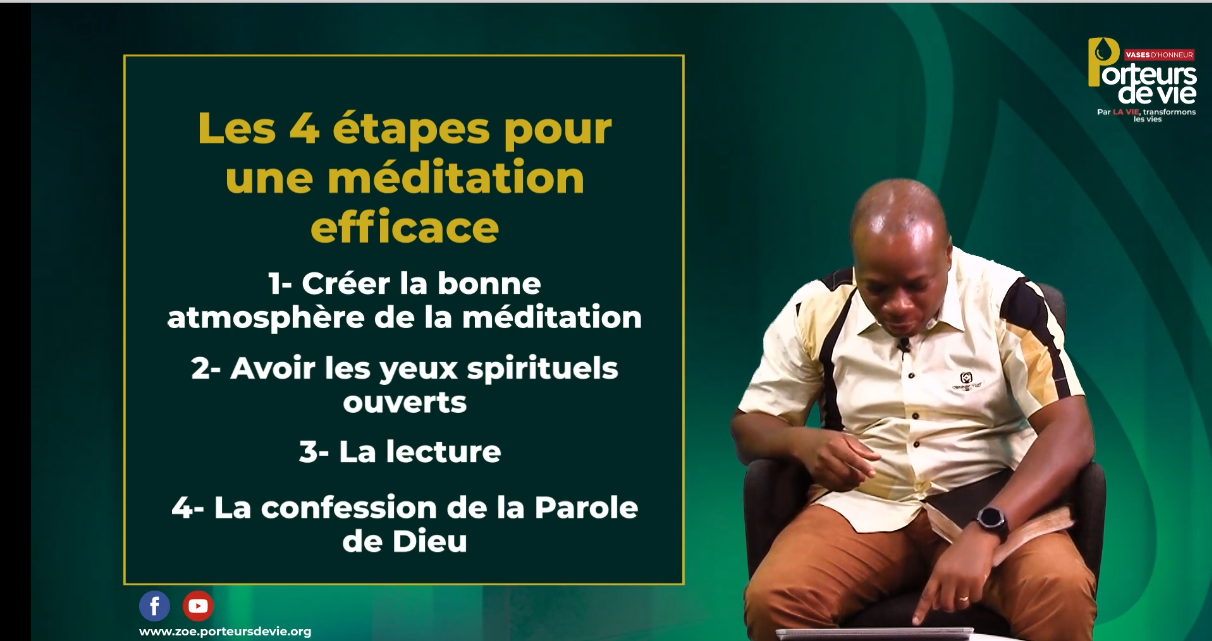 Les 4 étapes pour
une méditation
efficace
1- Créer la bonne
atmosphère de la méditation
2- Avoir les yeux spirituels
ouverts
3- La lecture
4- La confession de la Parole
de Dieu
www.zoe.porteursdevie.org
VASES D'HONNEUR
Porteurs
de vie
Par LA VIE, transformons
les vies